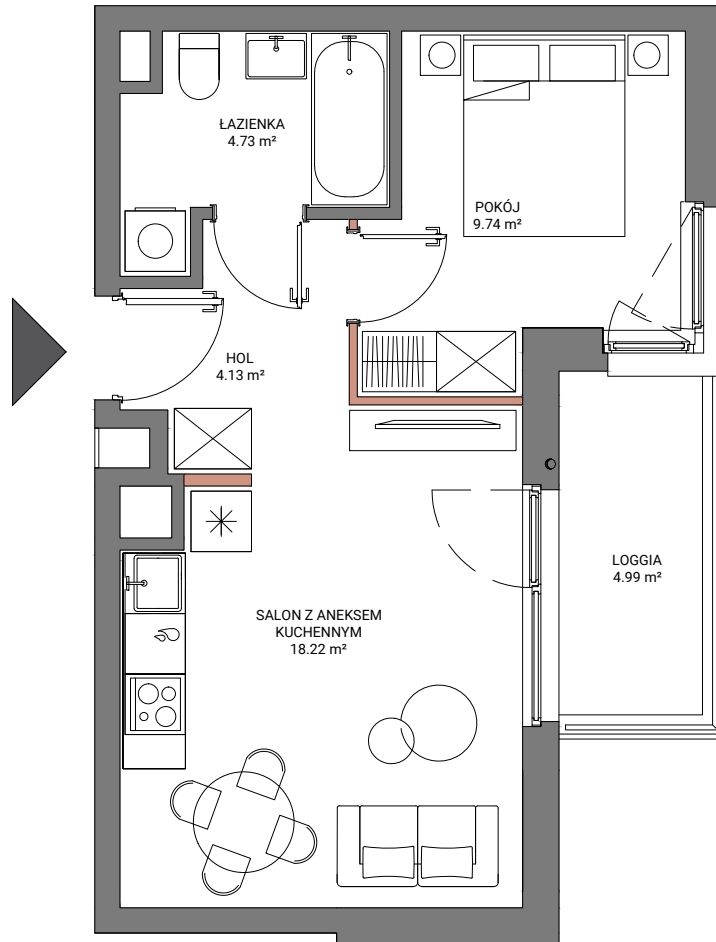 ŁAZIENKA
4.73 m²
POKÓJ
9.74 m²
HOL
4.13 m²
LOGGIA
4.99 m²
SALON Z ANEKSEM
KUCHENNYM
18.22 m²